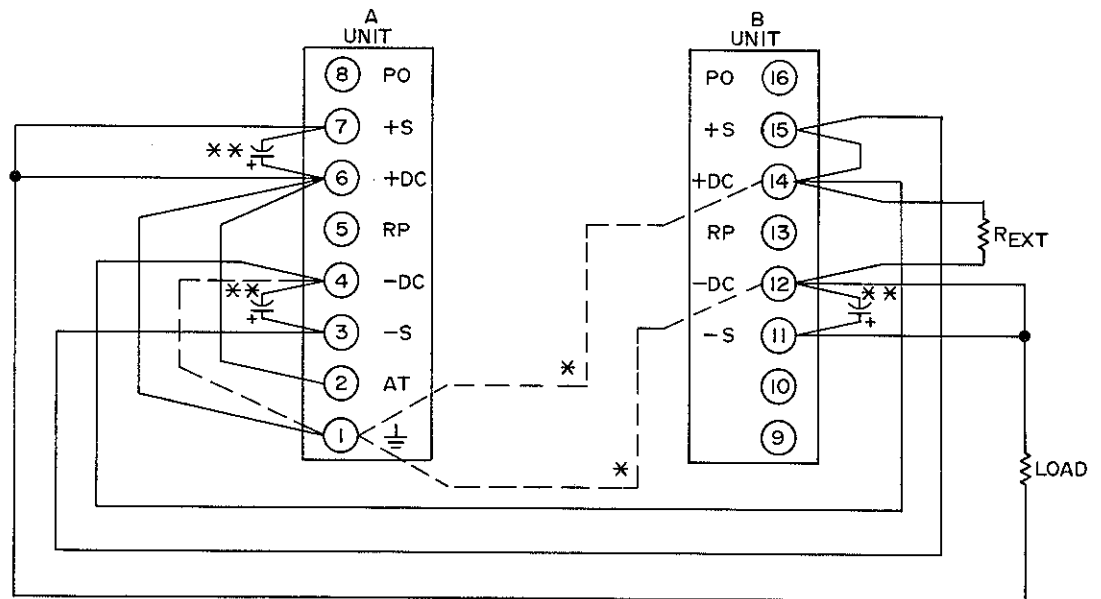 A
UNIT
8 PO
7 +S
6 +DC
5 RP
4 -DC
3 -S
2 AT
1
**
+
**
+
B
UNIT
PO 16
+S 15
+DC 14
RP 13
-DC 12
-S 11
10
9
*
*
**
+
REXT
LOAD